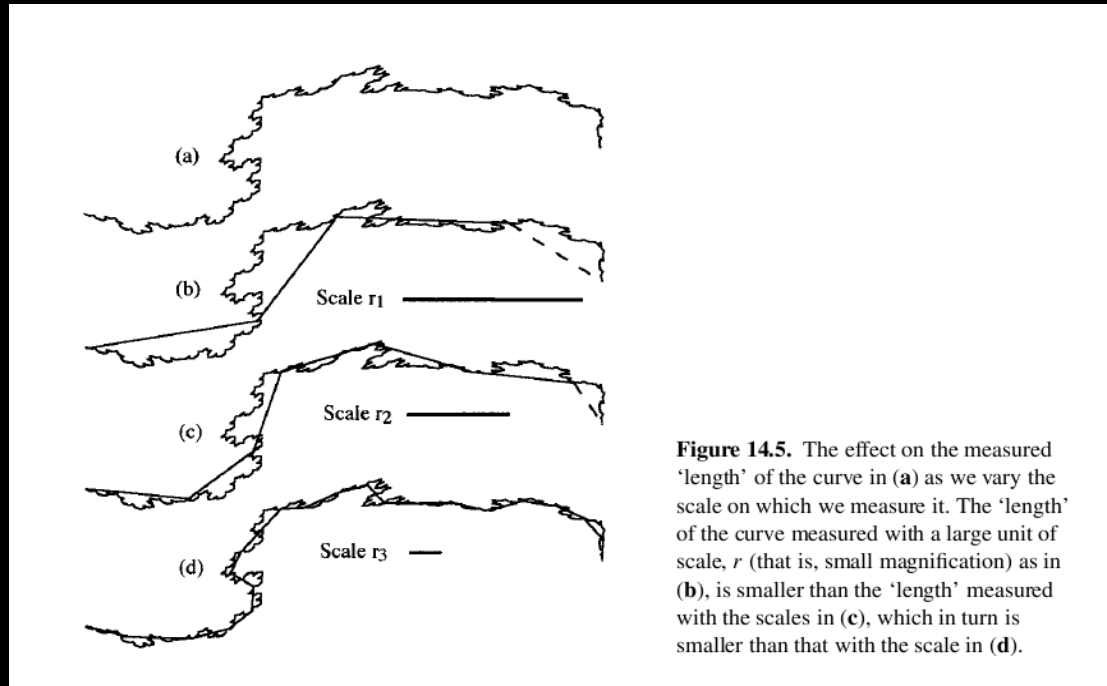 (a)
(b)
Scale r1
(c)
Scale r2
(d)
Scale r3
Figure 14.5. The effect on the measured
‘length’ of the curve in (a) as we vary the
scale on which we measure it. The ‘length’
of the curve measured with a large unit of
scale, r (that is, small magnification) as in
(b), is smaller than the ‘length’ measured
with the scales in (c), which in turn is
smaller than that with the scale in (d).